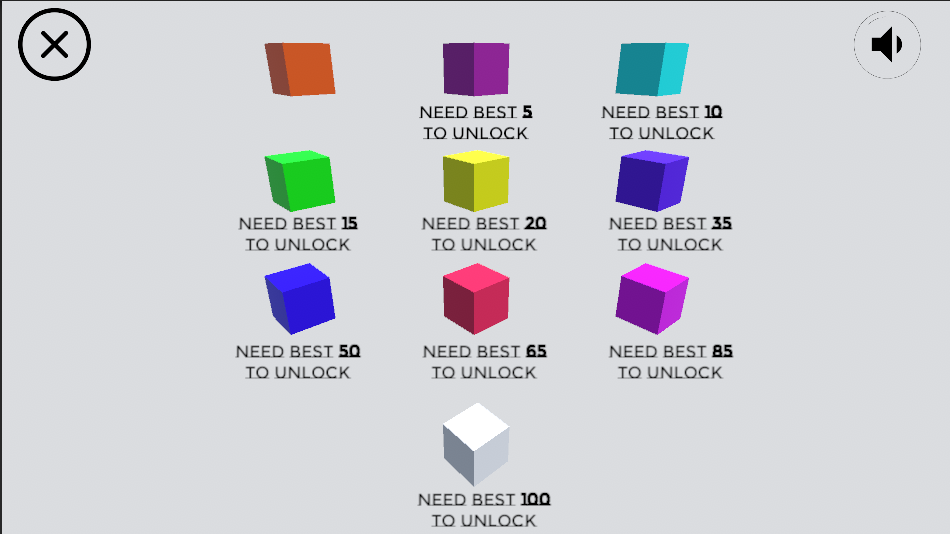 NEED BEST 5
TO UNLOCK
NEED BEST 10
TO UNLOCK
NEED BEST 15
TO UNLOCK
NEED BEST 20
TO UNLOCK
NEED BEST 35
TO UNLOCK
NEED BEST 50
TO UNLOCK
NEED BEST 65
TO UNLOCK
NEED BEST 85
TO UNLOCK
NEED BEST 100
TO UNLOCK